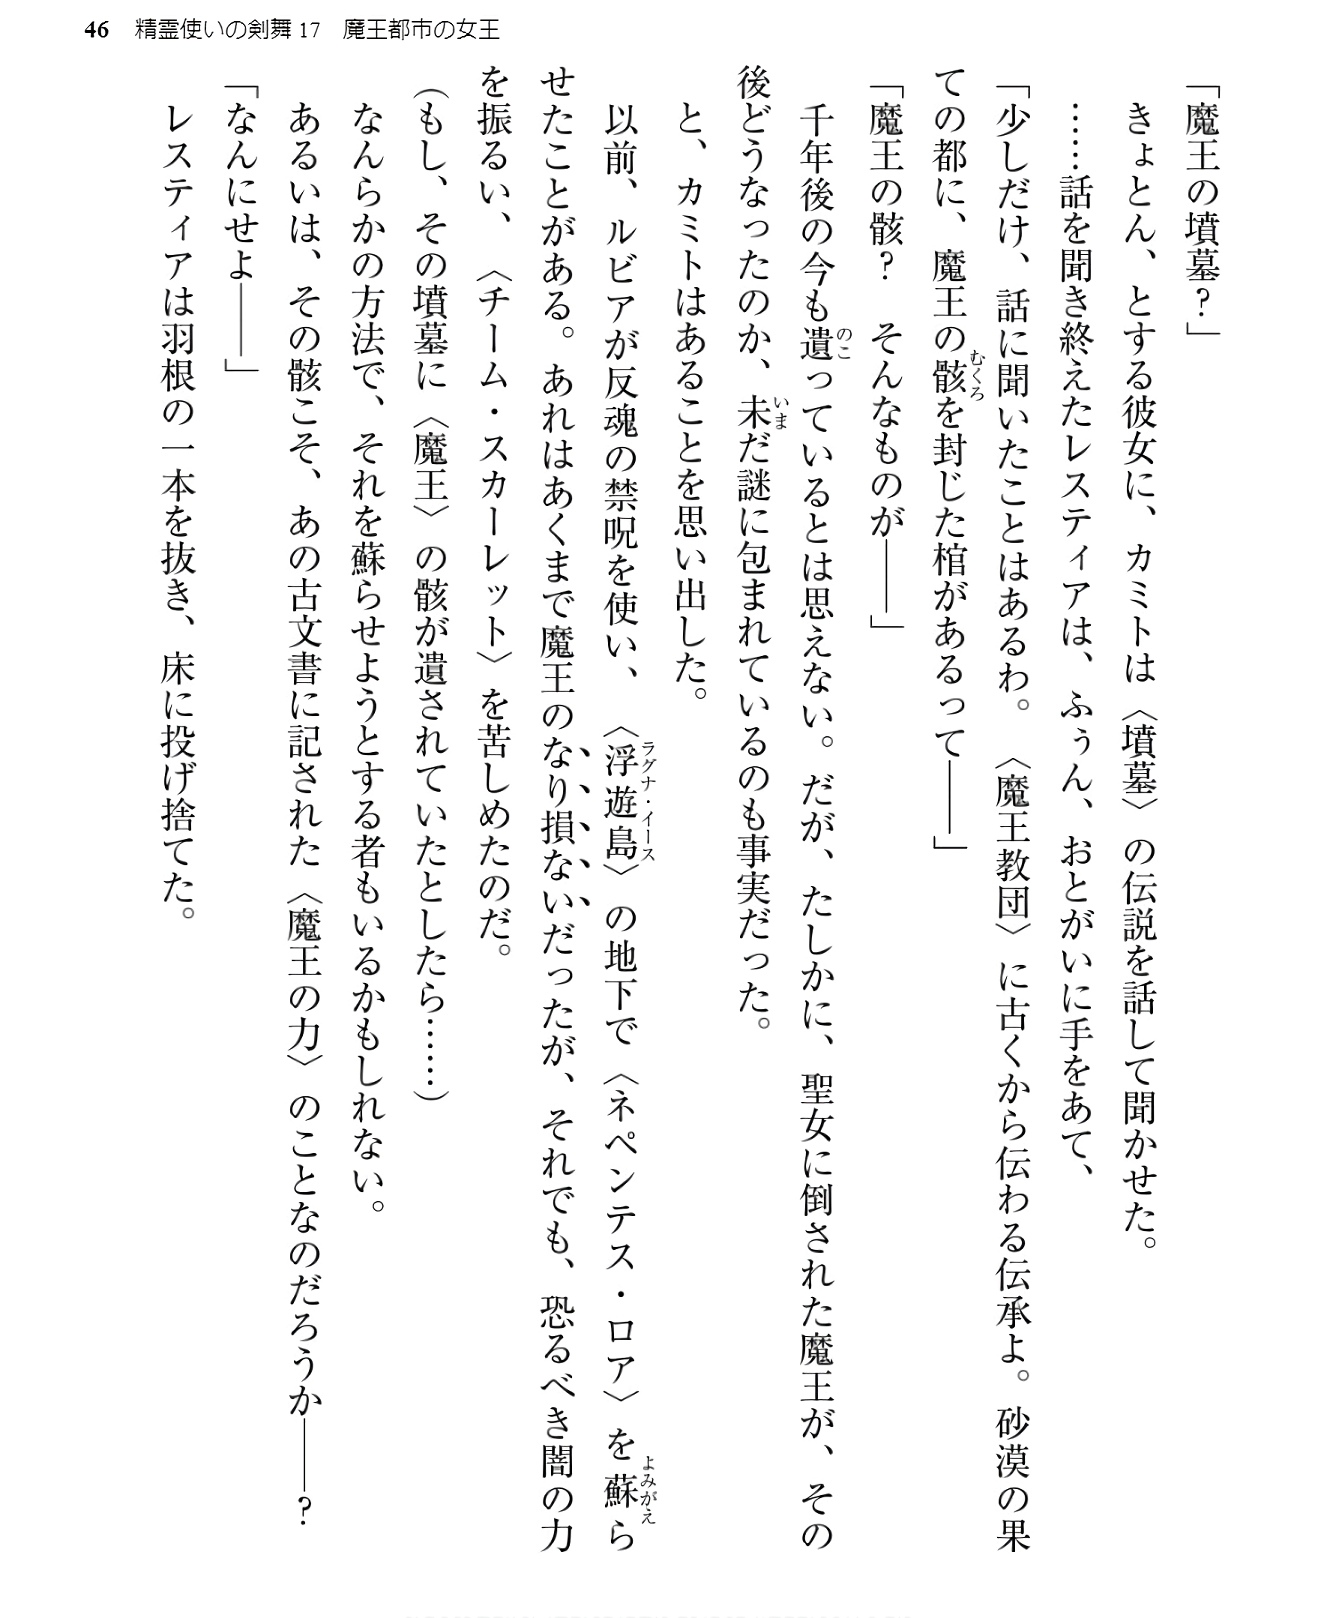 46 精霊使いの剣舞17 魔王都市の女王
「魔王の墳墓?」
きょとん、とする彼女に、カミトは〈墳墓〉の伝説を話して聞かせた。
……話を聞き終えたレスティアは、ふぅん、おとがいに手をあて、
「少しだけ、話に聞いたことはあるわ。〈魔王教団〉に古くから伝わる伝承よ。砂漠の果
ての都に、魔王の骸を封じた棺があるって――」
「魔王の骸? そんなものが――」
千年後の今も遺っているとは思えない。だが、たしかに、聖女に倒された魔王が、その
後どうなったのか、未だ謎に包まれているのも事実だった。
と、カミトはあることを思い出した。
以前、ルビアが反魂の禁呪を使い、〈浮遊島〉の地下で〈ネペンテス・ロア〉を蘇ら
せたことがある。あれはあくまで魔王のなり損ないだったが、それでも、恐るべき闇の力
を振るい、〈チーム・スカーレット〉を苦しめたのだ。
(もし、その墳墓に〈魔王〉の骸が遺されていたとしたら……)
なんらかの方法で、それを蘇らせようとする者もいるかもしれない。
あるいは、その骸こそ、あの古文書に記された〈魔王の力〉のことなのだろうか――?
「なんにせよ――」
レスティアは羽根の一本を抜き、床に投げ捨てた。
のこ
むくろ
いま
ラグナ・イース
よみがえ